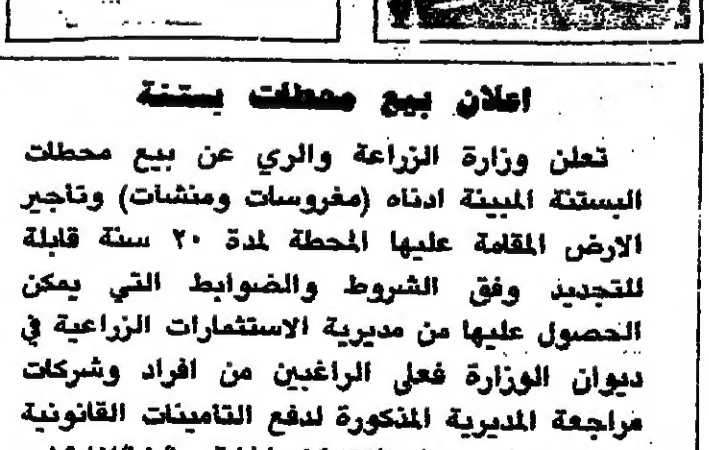 اعلان بيع محطات بستنة
تعلن وزارة الزراعة والري عن بيع محطات
البستنة المبينة ادناه (مغروسات ومنشات) وتاجير
الارض المقامة عليها المحطة لمدة ٢٠ سنة قابلة
للتجديد وفق الشروط والضوابط التي يمكن
الحصول عليها من مديرية الاستثمارات الزراعية في
ديوان الوزارة فعلى الراغبين من افراد وشركات
مراجعة المديرية المذكورة لدفع التامينات القانونية